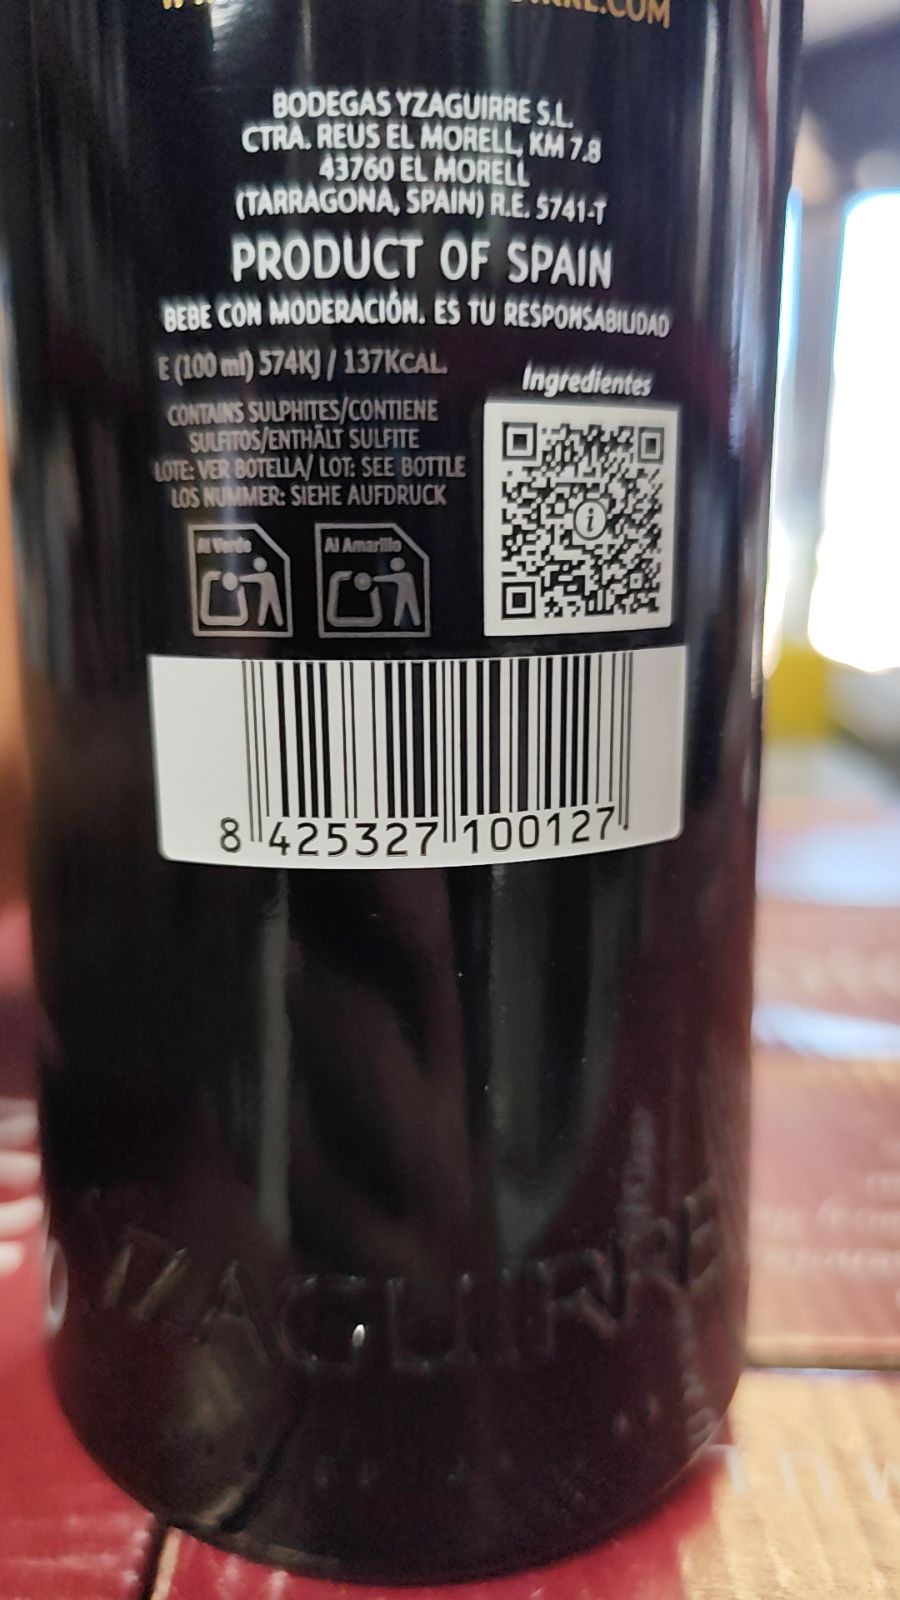 BODEGAS YZAGUIRRE S.L.
CTRA. REUS EL MORELL, KM 7.8
43760 EL MORELL
(TARRAGONA, SPAIN) R.E. 5741-T
PRODUCT OF SPAIN
BEBE CON MODERACIÓN. ES TU RESPONSABILIDAD
E (100 ml) 574KJ / 137KCAL.
Ingredientes
CONTAINS SULPHITES/CONTIENE
SULFITOS/ENTHÄLT SULFITE
LOTE: VER BOTELLA/ LOT: SEE BOTTLE
LOS NUMMER: SIEHE AUFDRUCK
Al Verde
Al Amarillo
i
8 425327 100127
YZAGUIRRE